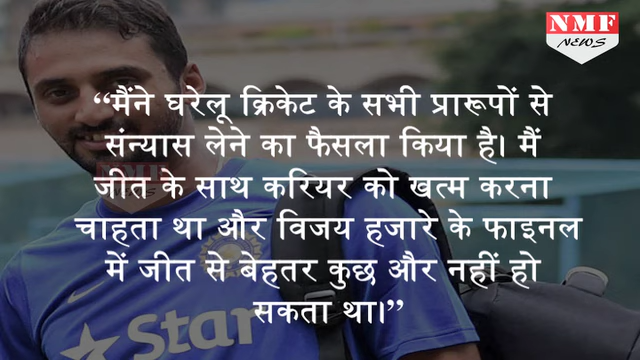 NMF
NEWS
“मैंने घरेलू क्रिकेट के सभी प्रारूपों से
संन्यास लेने का फैसला किया है। मैं
जीत के साथ करियर को खत्म करना
चाहता था और विजय हजारे के फाइनल
में जीत से बेहतर कुछ और नहीं हो
सकता था।”
NMF
Star